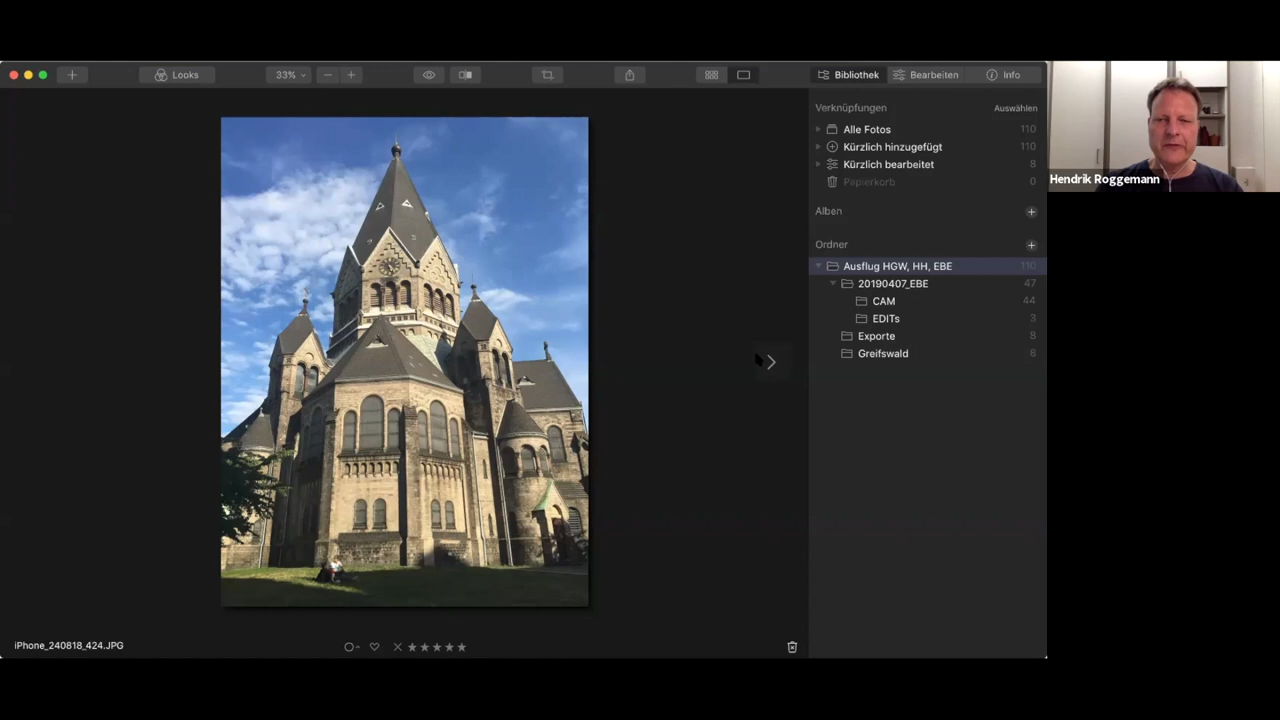 Looks
33%
Bibliothek
Bearbeiten
Info
Verknüpfungen
Auswählen
Alle Fotos
110
Kürzlich hinzugefügt
110
Kürzlich bearbeitet
8
Papierkorb
0
Alben
Ordner
Ausflug HGW, HH, EBE
110
20190407_EBE
47
CAM
44
EDITs
3
Exporte
8
Greifswald
6
Hendrik Roggemann
iPhone_240818_424.JPG